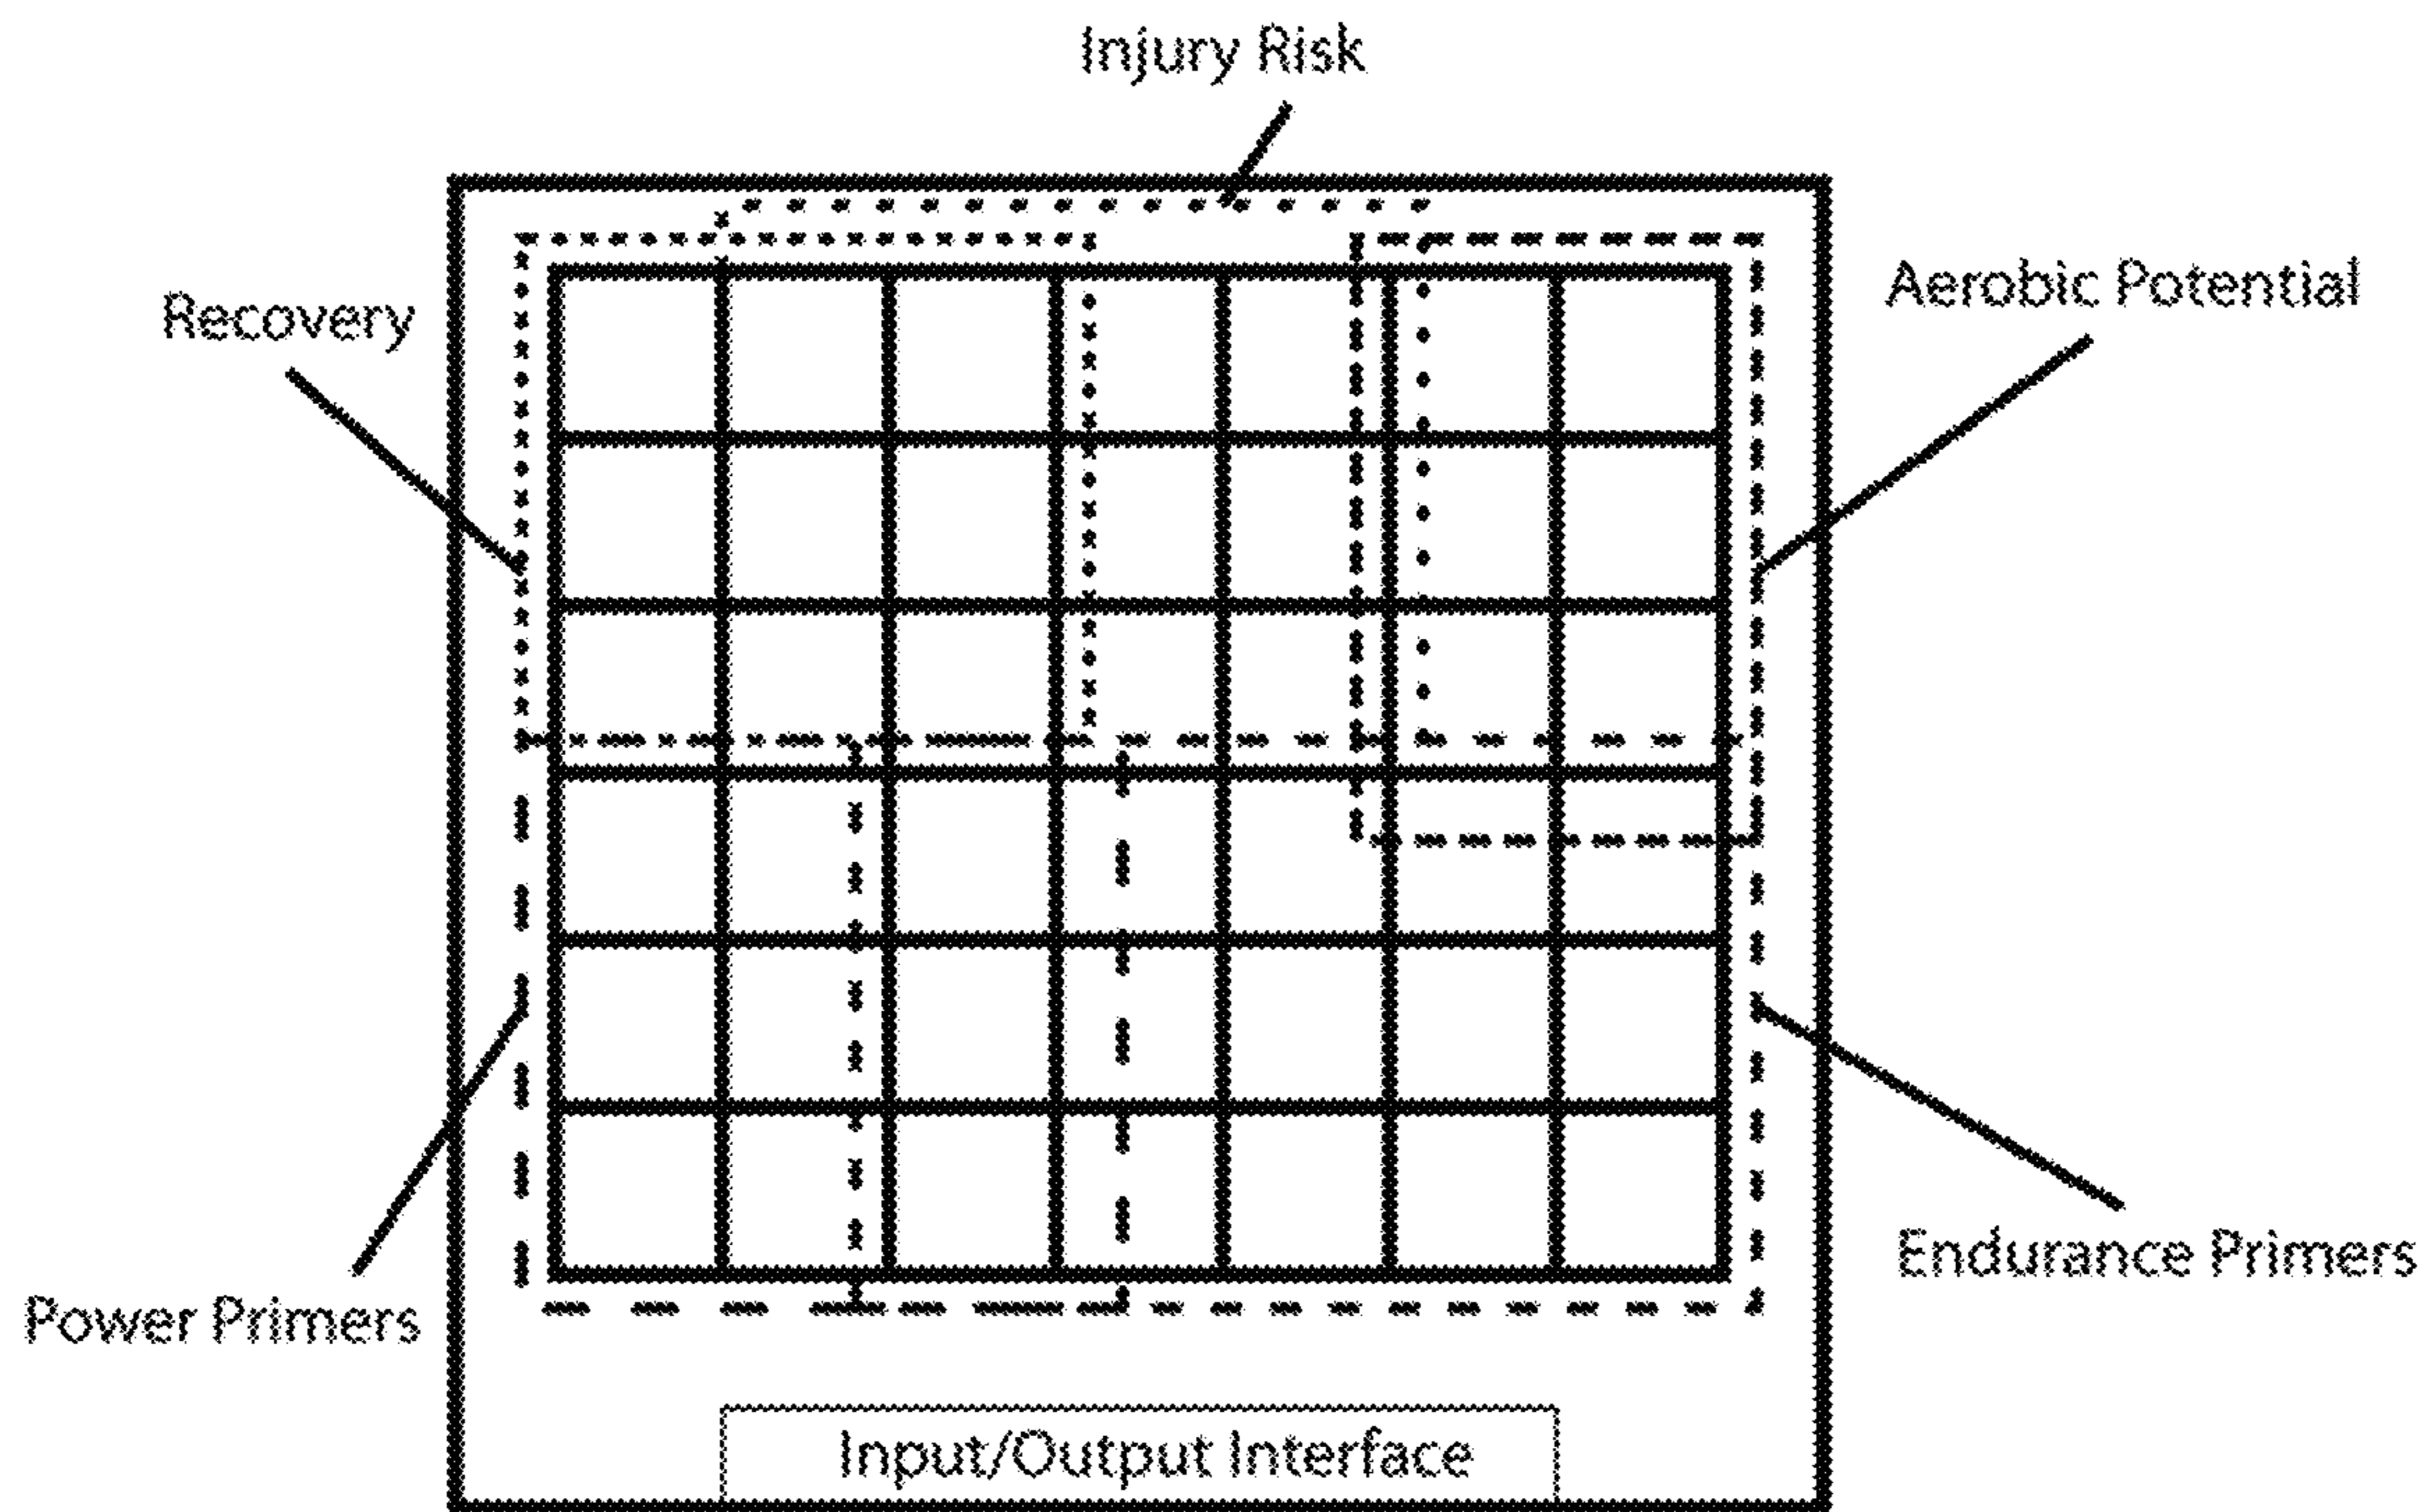 Injury Risk
Recovery
Aerobic Potential
Power Primers
Endurance Primers
Input/Output Interface